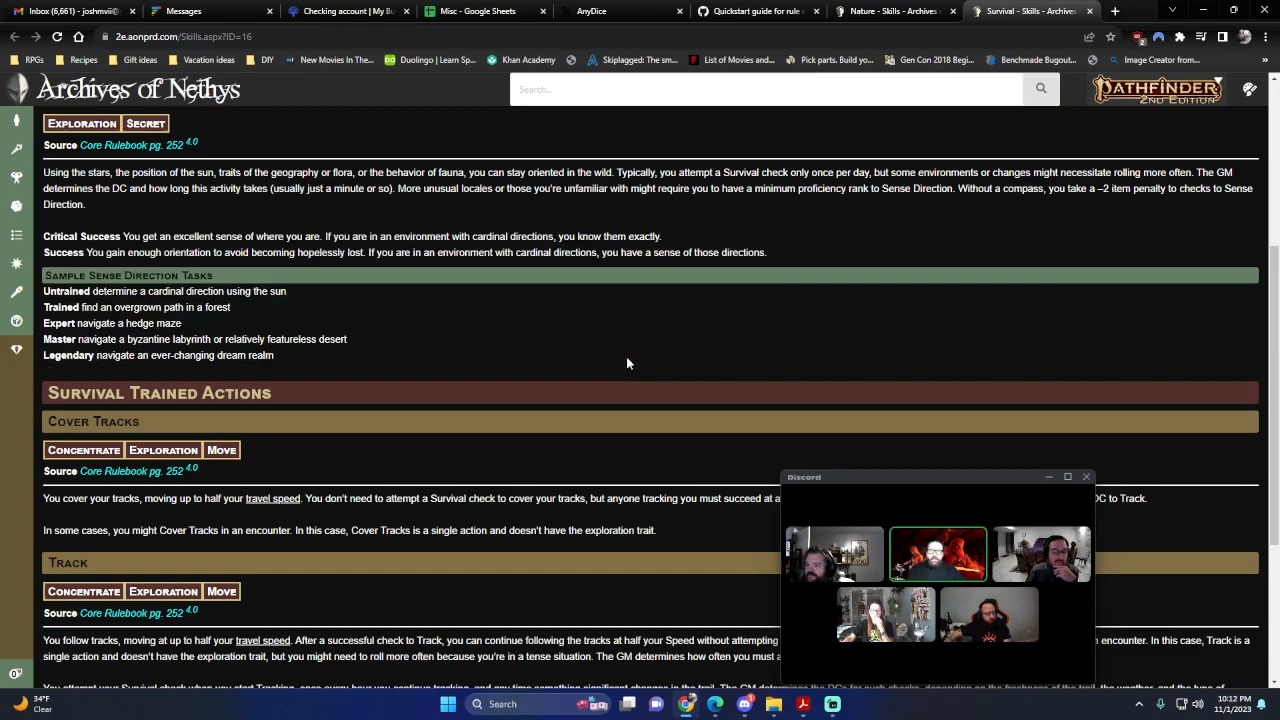 Inbox (6,661) - joshmvii@
Messages
Checking account | My Bu
Misc - Google Sheets
AnyDice
Quickstart guide for rule
Nature - Skills - Archives of
Survival - Skills - Archives
2e.aonprd.com/Skills.aspx?ID=16
RPGs
Recipes
Gift ideas
Vacation ideas
DIY
New Movies In The...
Duolingo | Learn Sp...
Khan Academy
Skiplagged: The sm...
List of Movies and...
Pick parts. Build yo...
Gen Con 2018 Begi...
Benchmade Bugout...
Image Creator from...
Archives of Nethys
Search...
PATHFINDER
2ND EDITION
EXPLORATION SECRET
Source Core Rulebook pg. 252 4.0
Using the stars, the position of the sun, traits of the geography or flora, or the behavior of fauna, you can stay oriented in the wild. Typically, you attempt a Survival check only once per day, but some environments or changes might necessitate rolling more often. The GM
determines the DC and how long this activity takes (usually just a minute or so). More unusual locales or those you're unfamiliar with might require you to have a minimum proficiency rank to Sense Direction. Without a compass, you take a –2 item penalty to checks to Sense
Direction.
Critical Success You get an excellent sense of where you are. If you are in an environment with cardinal directions, you know them exactly.
Success You gain enough orientation to avoid becoming hopelessly lost. If you are in an environment with cardinal directions, you have a sense of those directions.
SAMPLE SENSE DIRECTION TASKS
Untrained determine a cardinal direction using the sun
Trained find an overgrown path in a forest
Expert navigate a hedge maze
Master navigate a byzantine labyrinth or relatively featureless desert
Legendary navigate an ever-changing dream realm
SURVIVAL TRAINED ACTIONS
COVER TRACKS
CONCENTRATE EXPLORATION MOVE
Source Core Rulebook pg. 252 4.0
You cover your tracks, moving up to half your travel speed. You don't need to attempt a Survival check to cover your tracks, but anyone tracking you must succeed at a
DC to Track.
In some cases, you might Cover Tracks in an encounter. In this case, Cover Tracks is a single action and doesn't have the exploration trait.
TRACK
CONCENTRATE EXPLORATION MOVE
Source Core Rulebook pg. 252 4.0
You follow tracks, moving at up to half your travel speed. After a successful check to Track, you can continue following the tracks at half your Speed without attempting
encounter. In this case, Track is a
single action and doesn't have the exploration trait, but you might need to roll more often because you're in a tense situation. The GM determines how often you must a
Discord
34°F
Clear
Search
10:12 PM
11/1/2023